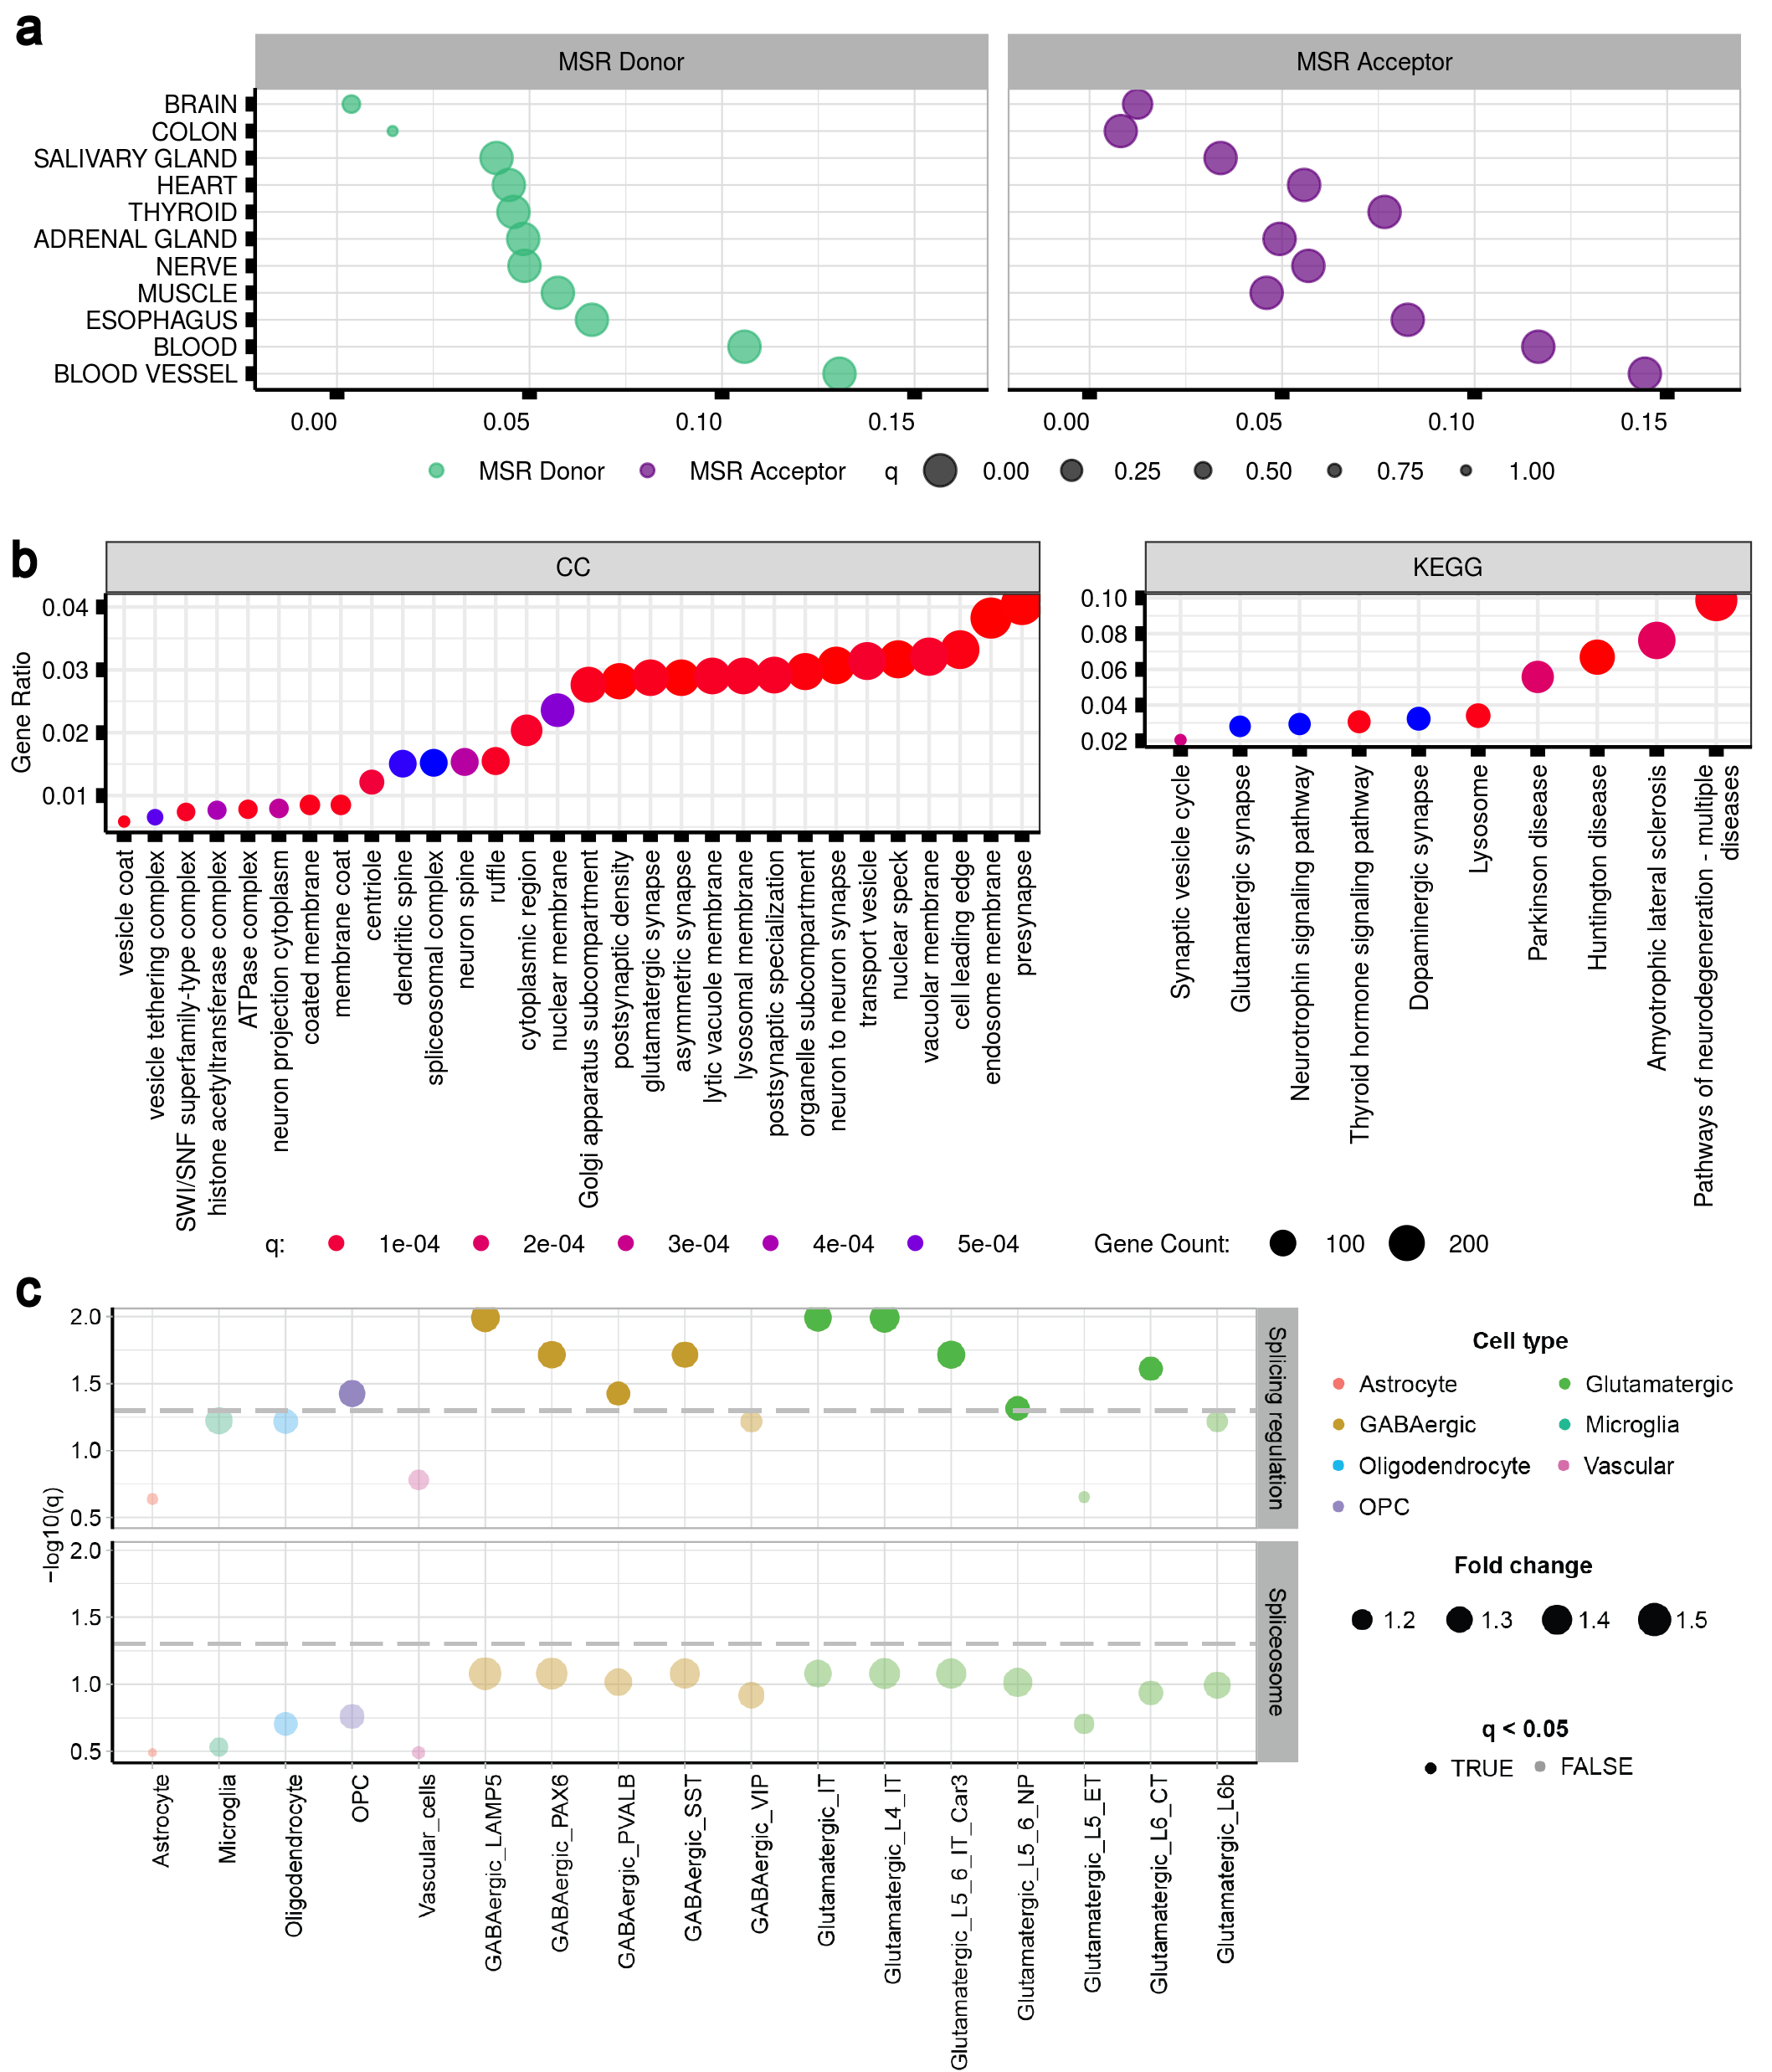 a
MSR Donor
MSR Acceptor
BRAIN
COLON
SALIVARY GLAND
HEART
THYROID
ADRENAL GLAND
NERVE
MUSCLE
ESOPHAGUS
BLOOD
BLOOD VESSEL
0.00 0.05 0.10 0.15
0.00 0.05 0.10 0.15
MSR Donor MSR Acceptor q 0.00 0.25 0.50 0.75 1.00
b
CC
Gene Ratio
0.04
0.03
0.02
0.01
vesicle coat
vesicle tethering complex
SWI/SNF superfamily-type complex
histone acetyltransferase complex
ATPase complex
neuron projection cytoplasm
coated membrane
membrane coat
centriole
dendritic spine
spliceosomal complex
neuron spine
ruffle
cytoplasmic region
nuclear membrane
Golgi apparatus subcompartment
postsynaptic density
glutamatergic synapse
asymmetric synapse
lytic vacuole membrane
lysosomal membrane
postsynaptic specialization
organelle subcompartment
neuron to neuron synapse
transport vesicle
nuclear speck
vacuolar membrane
cell leading edge
endosome membrane
presynapse
KEGG
0.10
0.08
0.06
0.04
0.02
Synaptic vesicle cycle
Glutamatergic synapse
Neurotrophin signaling pathway
Thyroid hormone signaling pathway
Dopaminergic synapse
Lysosome
Parkinson disease
Huntington disease
Amyotrophic lateral sclerosis
Pathways of neurodegeneration - multiple
diseases
q: 1e-04 2e-04 3e-04 4e-04 5e-04 Gene Count: 100 200
c
−log10(q)
2.0
1.5
1.0
0.5
Splicing regulation
2.0
1.5
1.0
0.5
Spliceosome
Astrocyte
Microglia
Oligodendrocyte
OPC
Vascular_cells
GABAergic_LAMP5
GABAergic_PAX6
GABAergic_PVALB
GABAergic_SST
GABAergic_VIP
Glutamatergic_IT
Glutamatergic_L4_IT
Glutamatergic_L5_6_IT_Car3
Glutamatergic_L5_6_NP
Glutamatergic_L5_ET
Glutamatergic_L6_CT
Glutamatergic_L6b
Cell type
Astrocyte Glutamatergic
GABAergic Microglia
Oligodendrocyte Vascular
OPC
Fold change
1.2 1.3 1.4 1.5
q < 0.05
TRUE FALSE